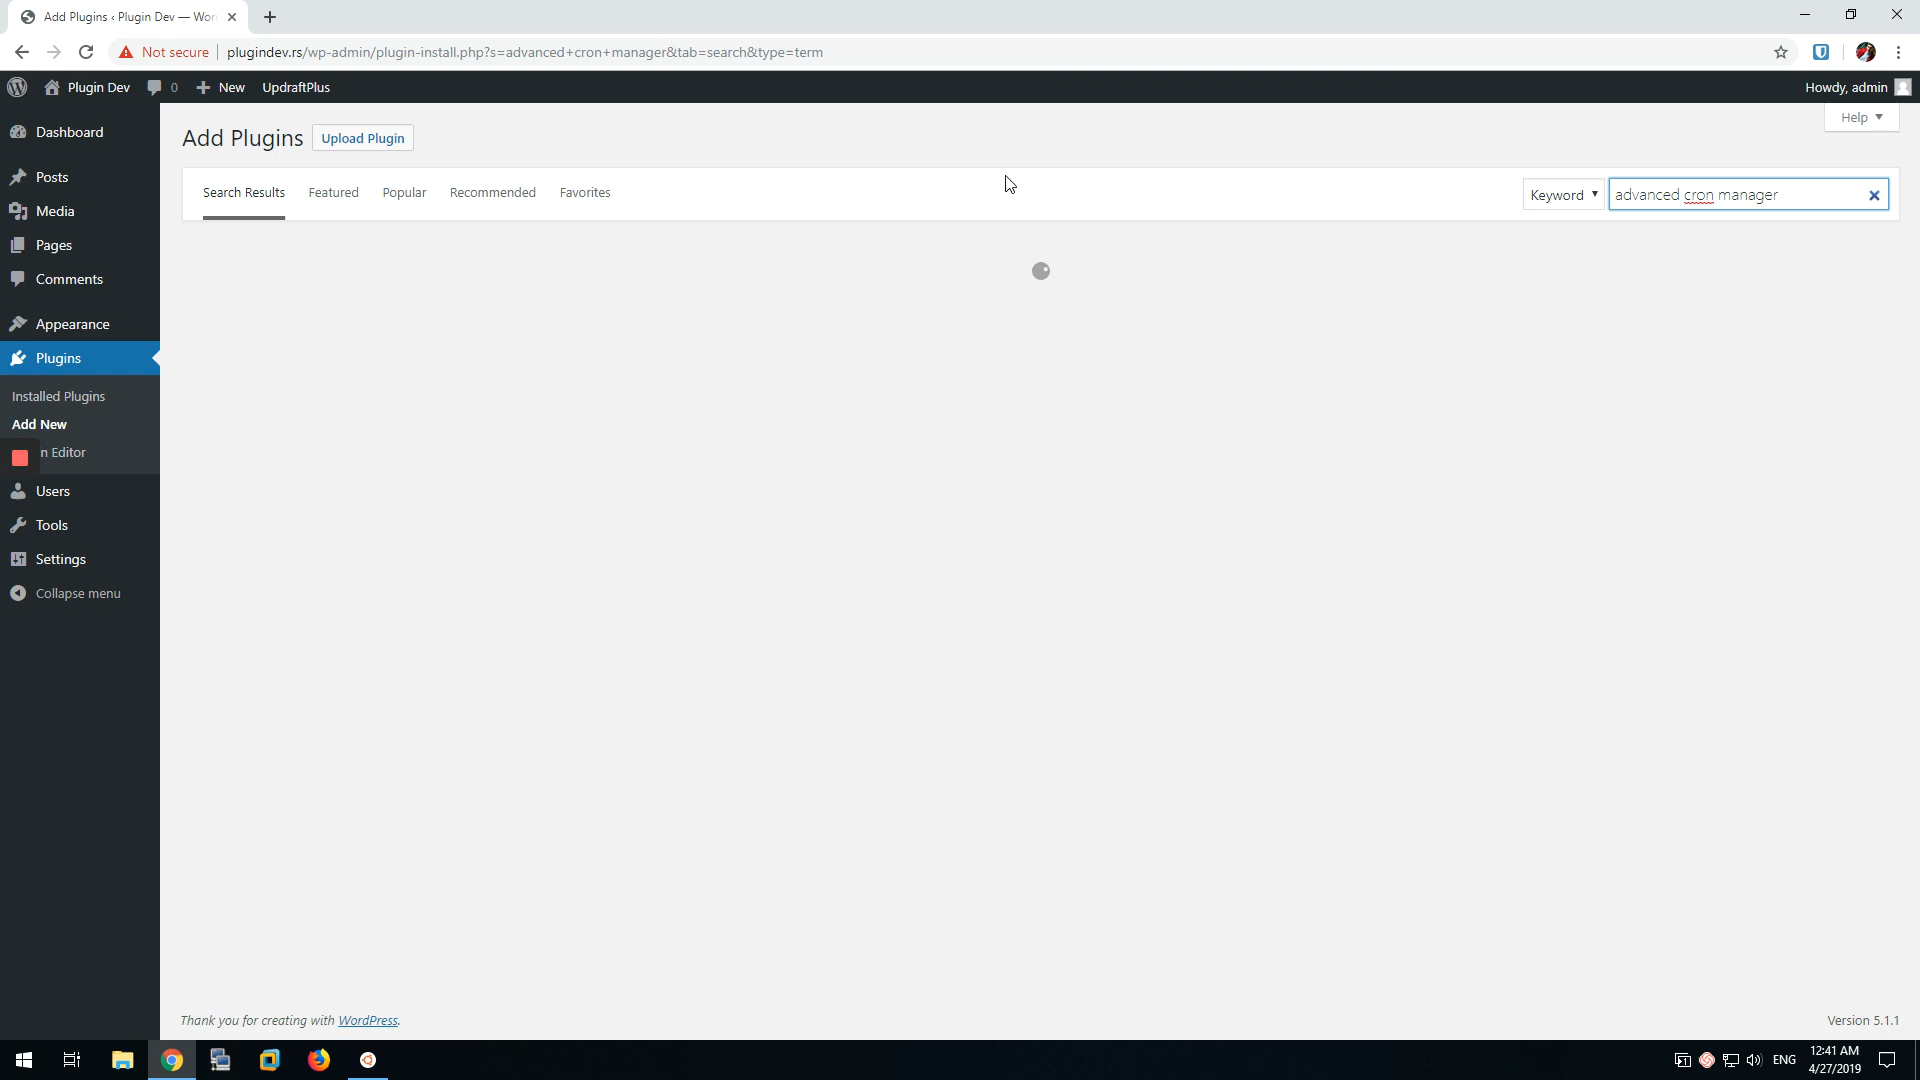 Add Plugins ‹ Plugin Dev — Wor
Not secure
plugindev.rs/wp-admin/plugin-install.php?s=advanced+cron+manager&tab=search&type=term
Plugin Dev
0
New
UpdraftPlus
Howdy, admin
Dashboard
Posts
Media
Pages
Comments
Appearance
Plugins
Installed Plugins
Add New
n Editor
Users
Tools
Settings
Collapse menu
Help
Add Plugins
Upload Plugin
Search Results
Featured
Popular
Recommended
Favorites
Keyword
advanced cron manager
Thank you for creating with WordPress.
Version 5.1.1
ENG
12:41 AM
4/27/2019